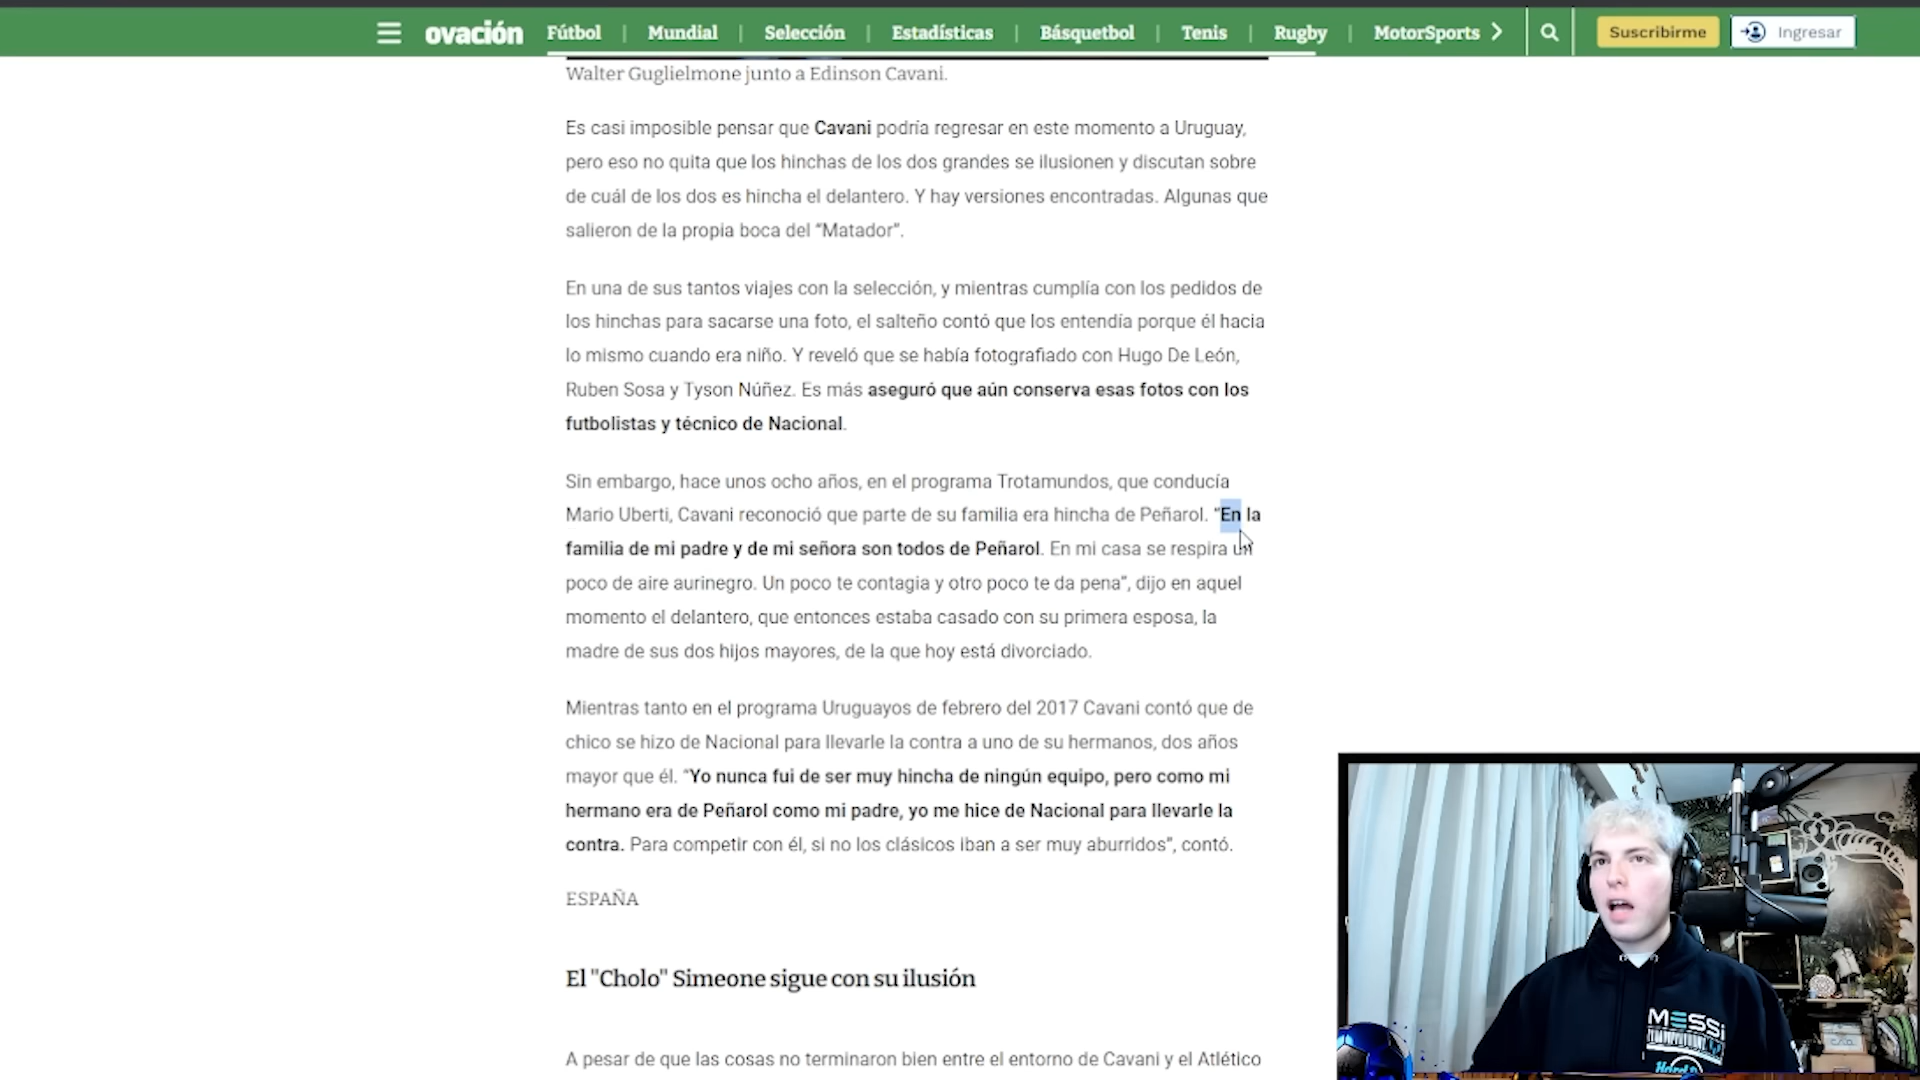 ovación
Fútbol | Mundial | Selección | Estadísticas | Básquetbol | Tenis | Rugby | MotorSports
Suscribirme
Ingresar
Walter Guglielmone junto a Edinson Cavani.
Es casi imposible pensar que Cavani podría regresar en este momento a Uruguay,
pero eso no quita que los hinchas de los dos grandes se ilusionen y discutan sobre
de cuál de los dos es hincha el delantero. Y hay versiones encontradas. Algunas que
salieron de la propia boca del “Matador”.
En una de sus tantos viajes con la selección, y mientras cumplía con los pedidos de
los hinchas para sacarse una foto, el salteño contó que los entendía porque él hacia
lo mismo cuando era niño. Y reveló que se había fotografiado con Hugo De León,
Ruben Sosa y Tyson Núñez. Es más aseguró que aún conserva esas fotos con los
futbolistas y técnico de Nacional.
Sin embargo, hace unos ocho años, en el programa Trotamundos, que conducía
Mario Uberti, Cavani reconoció que parte de su familia era hincha de Peñarol. “En la
familia de mi padre y de mi señora son todos de Peñarol. En mi casa se respira un
poco de aire aurinegro. Un poco te contagia y otro poco te da pena”, dijo en aquel
momento el delantero, que entonces estaba casado con su primera esposa, la
madre de sus dos hijos mayores, de la que hoy está divorciado.
Mientras tanto en el programa Uruguayos de febrero del 2017 Cavani contó que de
chico se hizo de Nacional para llevarle la contra a uno de su hermanos, dos años
mayor que él. “Yo nunca fui de ser muy hincha de ningún equipo, pero como mi
hermano era de Peñarol como mi padre, yo me hice de Nacional para llevarle la
contra. Para competir con él, si no los clásicos iban a ser muy aburridos”, contó.
ESPAÑA
El "Cholo" Simeone sigue con su ilusión
A pesar de que las cosas no terminaron bien entre el entorno de Cavani y el Atlético
MESSI